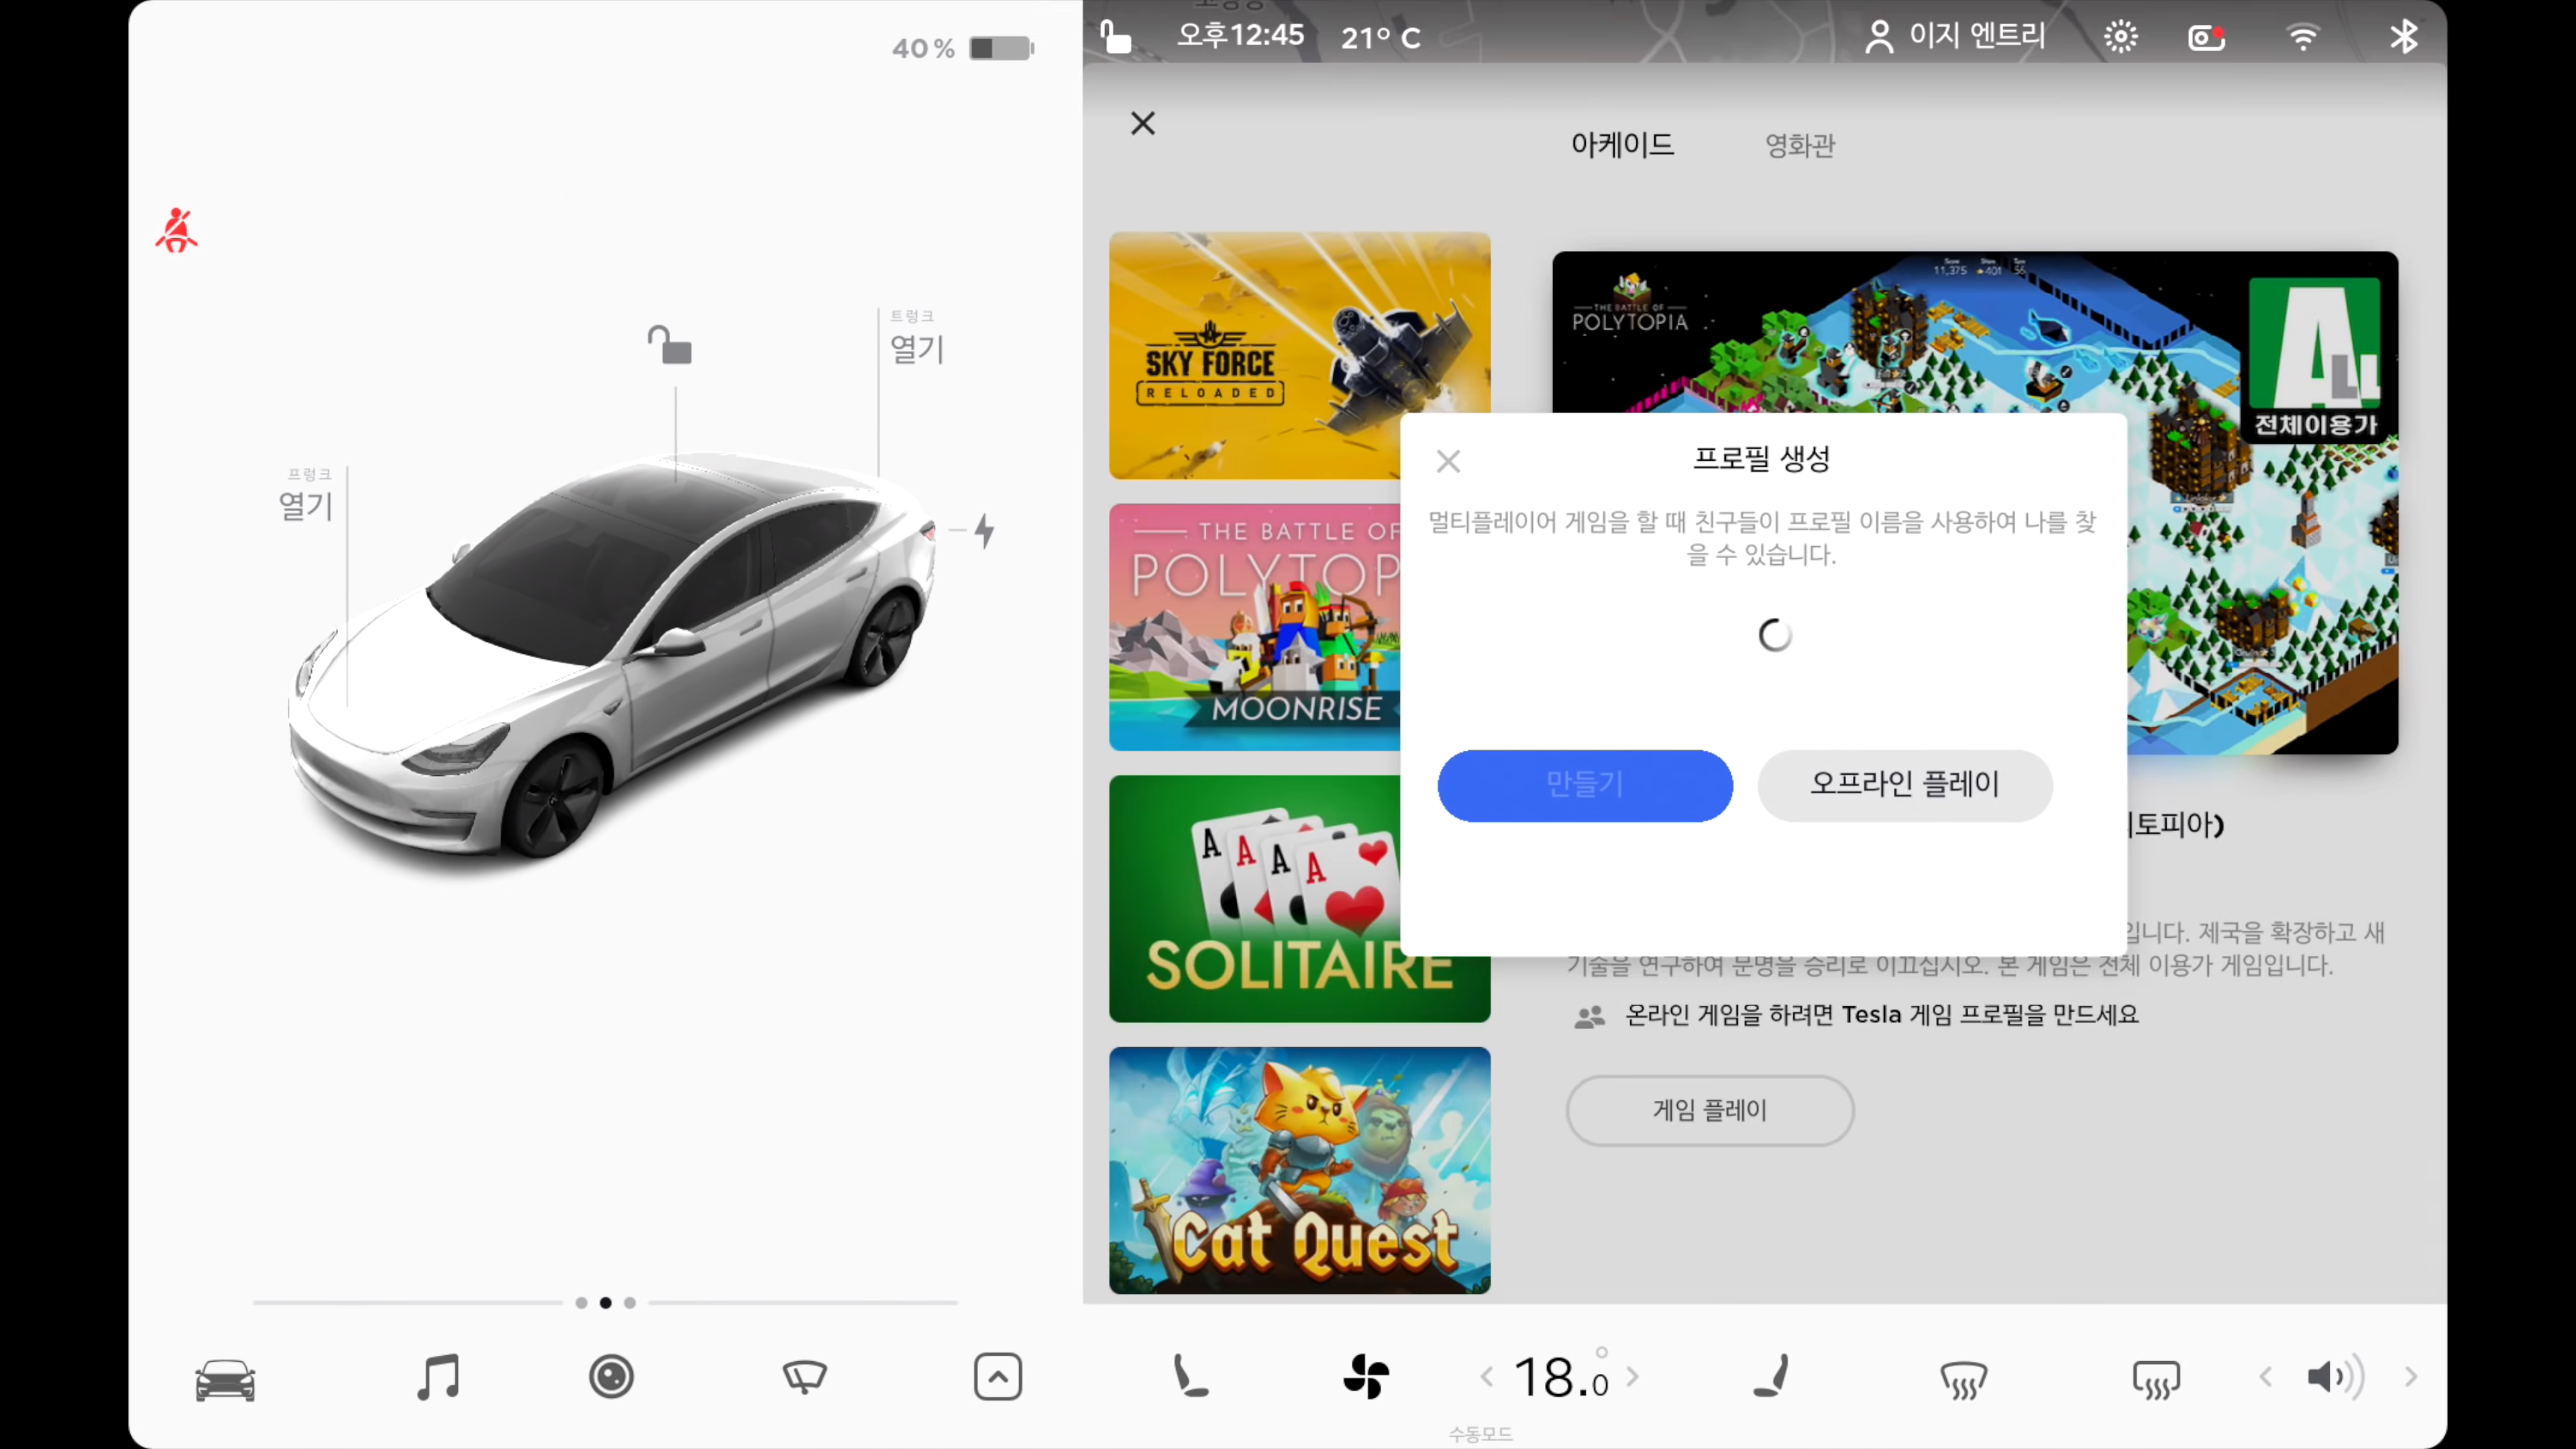 40 %
오후12:45
21° C
이지 엔트리
아케이드
영화관
트렁크
열기
프렁크
열기
SKY FORCE
RELOADED
THE BATTLE OF
POLYTOP
MOONRISE
SOLITAIRE
Cat Quest
THE BATTLE OF
POLYTOPIA
Score
11,375
Stars
401
Turn
56
ALL
전체이용가
프로필 생성
멀티플레이어 게임을 할 때 친구들이 프로필 이름을 사용하여 나를 찾
을 수 있습니다.
만들기
오프라인 플레이
토피아)
입니다. 제국을 확장하고 새
기술을 연구하여 문명을 승리로 이끄십시오. 본 게임은 전체 이용가 게임입니다.
온라인 게임을 하려면 Tesla 게임 프로필을 만드세요
게임 플레이
18.0°
수동모드